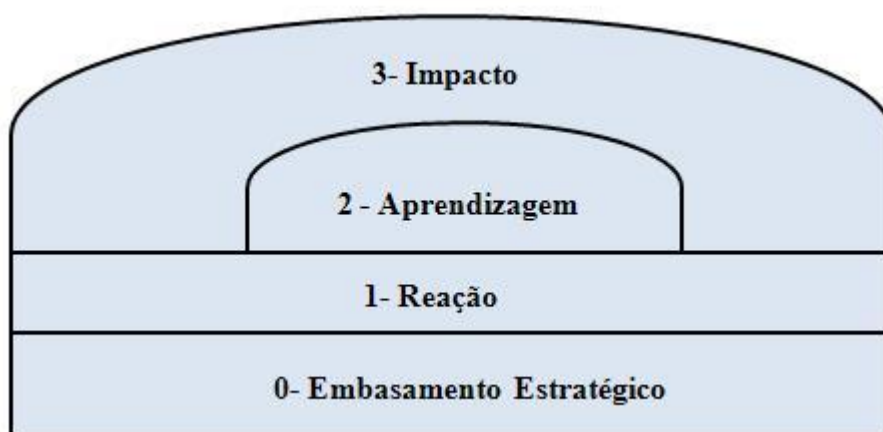 3- Impacto
2 - Aprendizagem
1- Reação
0- Embasamento Estratégico